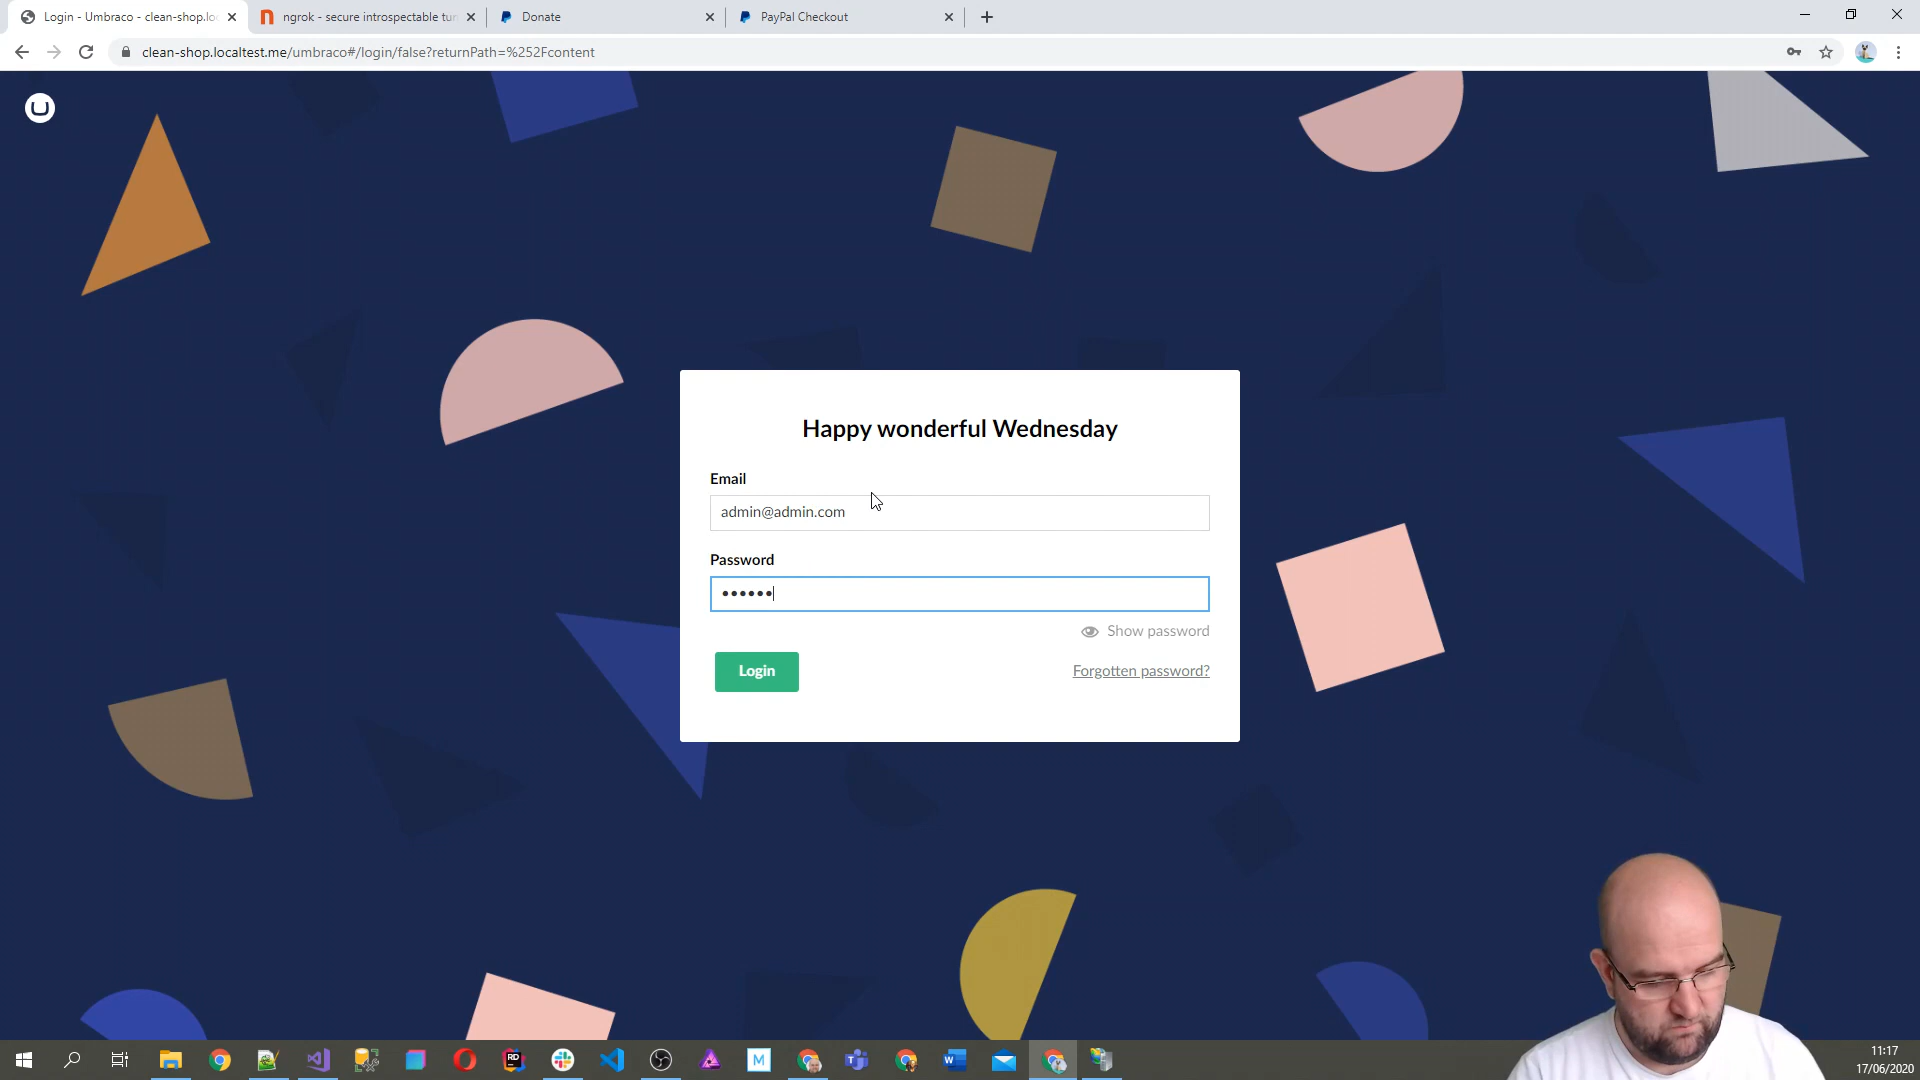 Login - Umbraco - clean-shop.lo
ngrok - secure introspectable tun
Donate
PayPal Checkout
clean-shop.localtest.me/umbraco#/login/false?returnPath=%252Fcontent
Happy wonderful Wednesday
Email
admin@admin.com
Password
••••••
Show password
Login
Forgotten password?
RD
M
11:17
17/06/2020